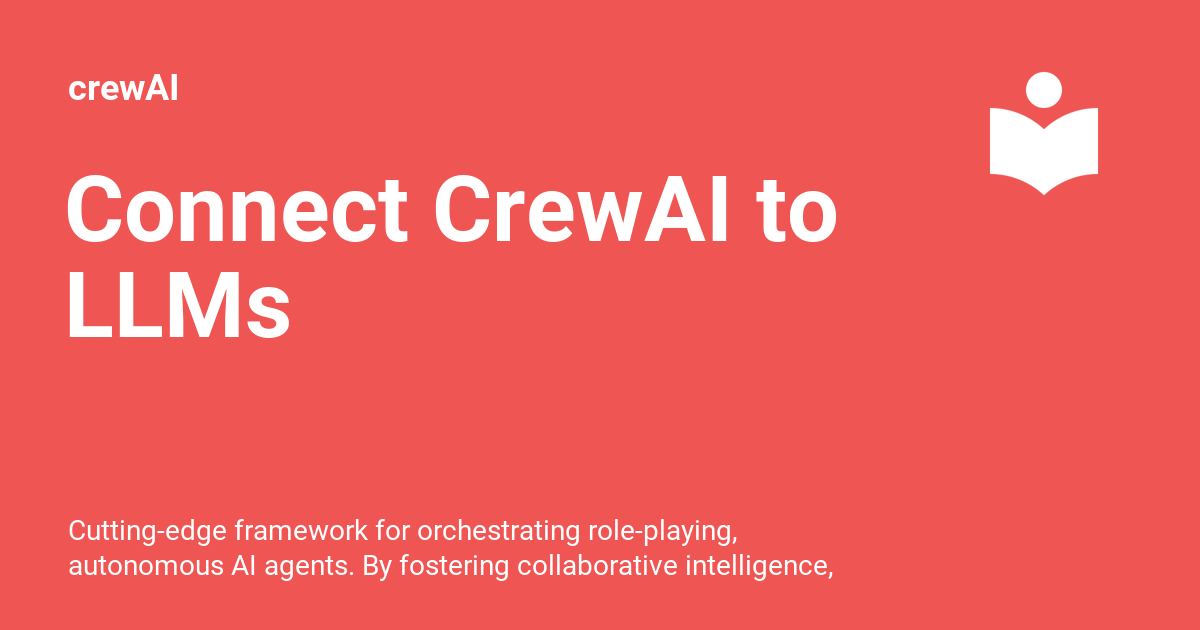 crewAI
Connect CrewAI to
LLMs
Cutting-edge framework for orchestrating role-playing,
autonomous AI agents. By fostering collaborative intelligence,